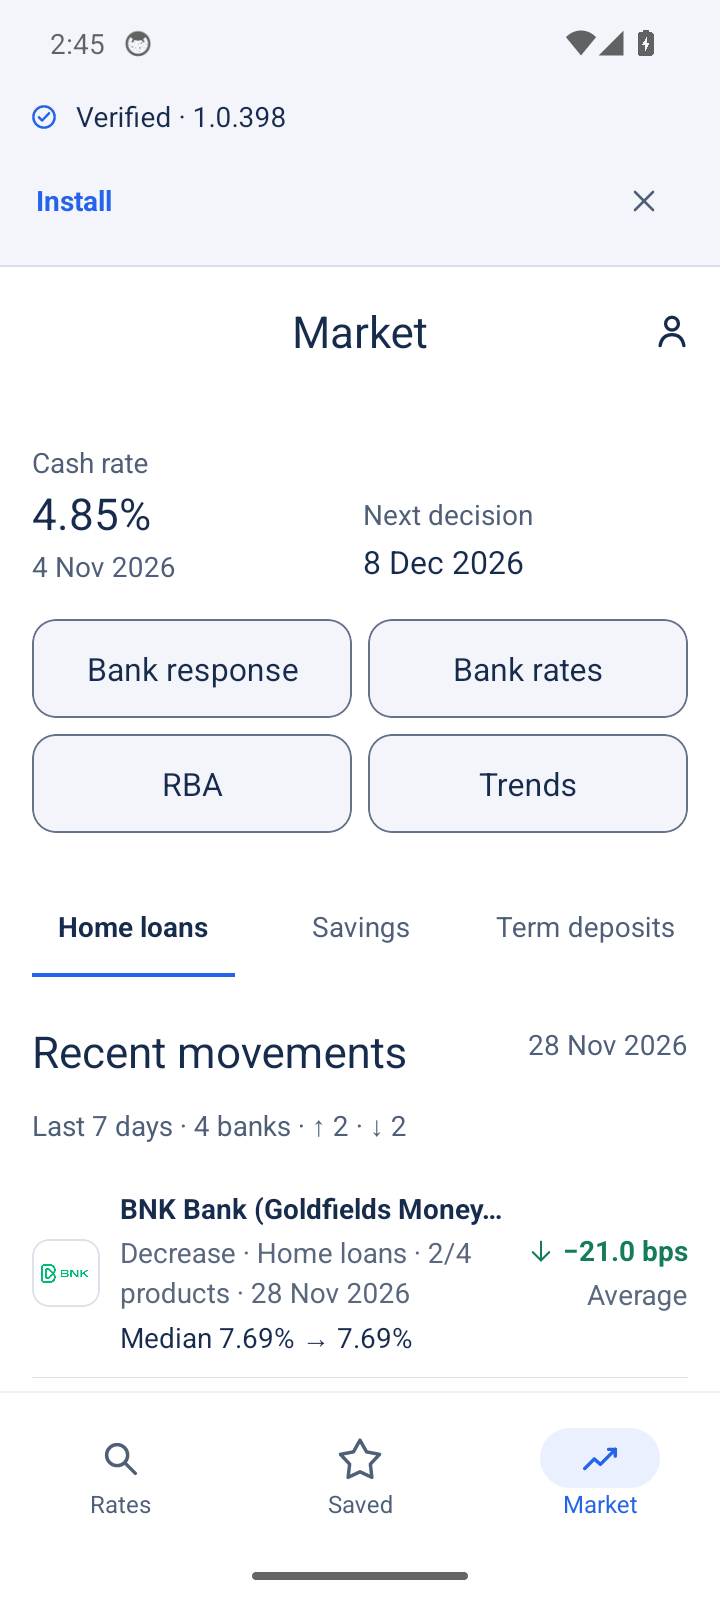 2:45
Verified · 1.0.398
Install
Market
Cash rate
4.85%
4 Nov 2026
Next decision
8 Dec 2026
Bank response
Bank rates
RBA
Trends
Home loans
Savings
Term deposits
Recent movements
28 Nov 2026
Last 7 days · 4 banks · ↑ 2 · ↓ 2
BNK Bank (Goldfields Money…
BNK
Decrease · Home loans · 2/4
products · 28 Nov 2026
Median 7.69% → 7.69%
↓ −21.0 bps
Average
Rates
Saved
Market